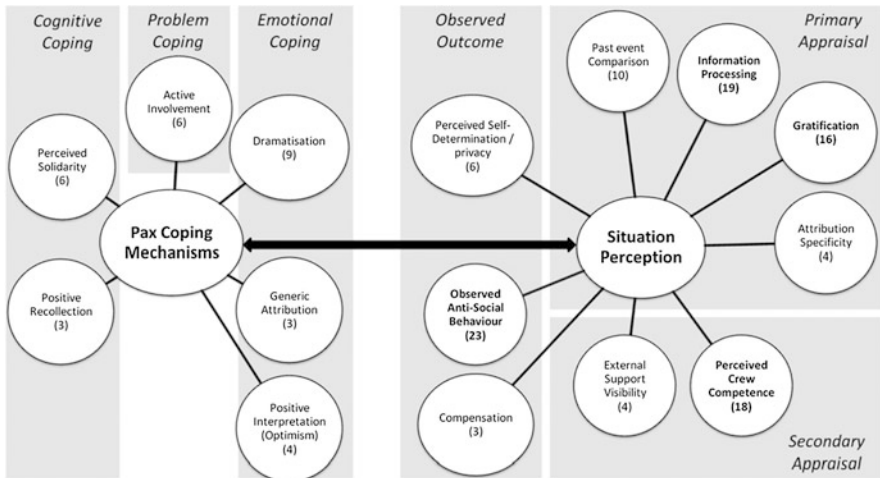 Cognitive
Coping
Problem
Coping
Emotional
Coping
Observed
Outcome
Primary
Appraisal
Active
Involvement
(6)
Perceived
Solidarity
(6)
Dramatisation
(9)
Pax Coping
Mechanisms
Positive
Recollection
(3)
Generic
Attribution
(3)
Positive
Interpretation
(Optimism)
(4)
Perceived Self-
Determination /
privacy
(6)
Past event
Comparison
(10)
Information
Processing
(19)
Gratification
(16)
Situation
Perception
Attribution
Specificity
(4)
Observed
Anti-Social
Behaviour
(23)
Compensation
(3)
External
Support
Visibility
(4)
Perceived
Crew
Competence
(18)
Secondary
Appraisal